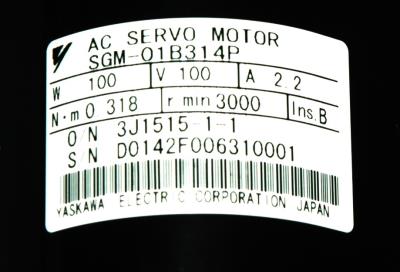 AC SERVO MOTOR
SGM-01B314P
W 100 V 100 A 2.2
N·m 0 318 r min 3000 Ins.B
O N 3J1515-1-1
S N D0142F006310001
YASKAWA ELECTRIC CORPORATION JAPAN